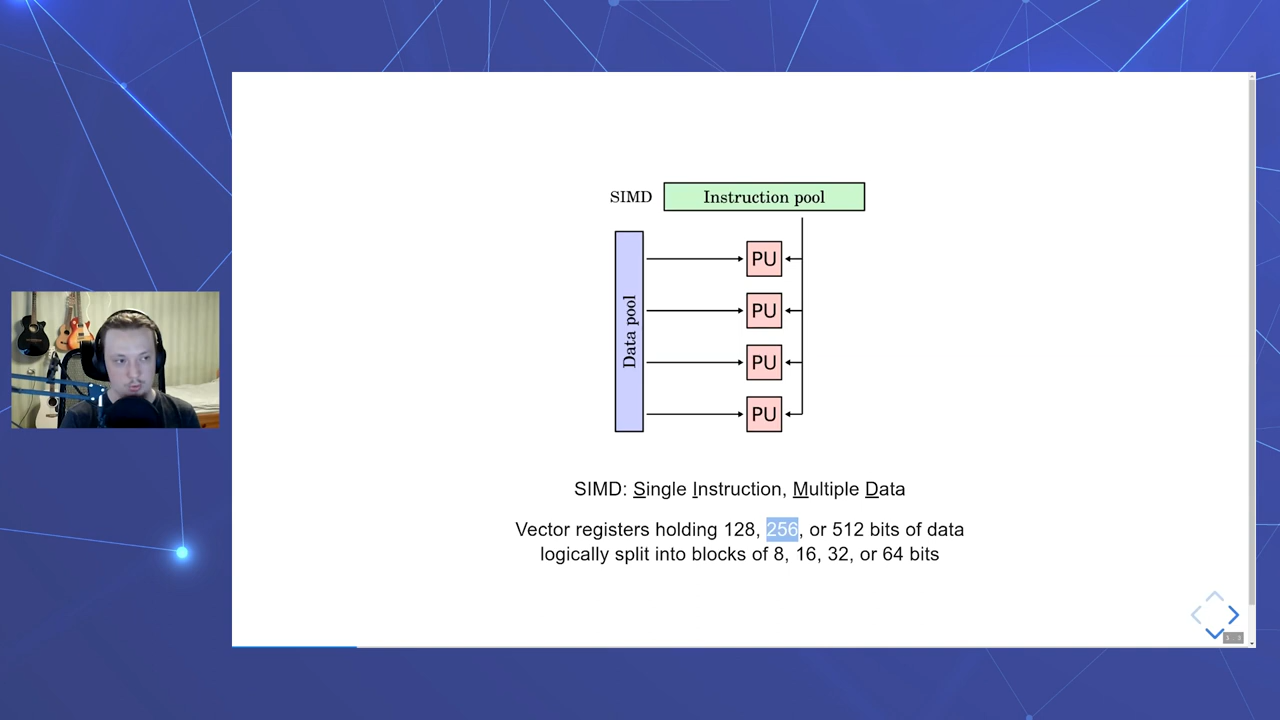 SIMD
Instruction pool
Data pool
PU
PU
PU
PU
SIMD: Single Instruction, Multiple Data
Vector registers holding 128, 256, or 512 bits of data
logically split into blocks of 8, 16, 32, or 64 bits